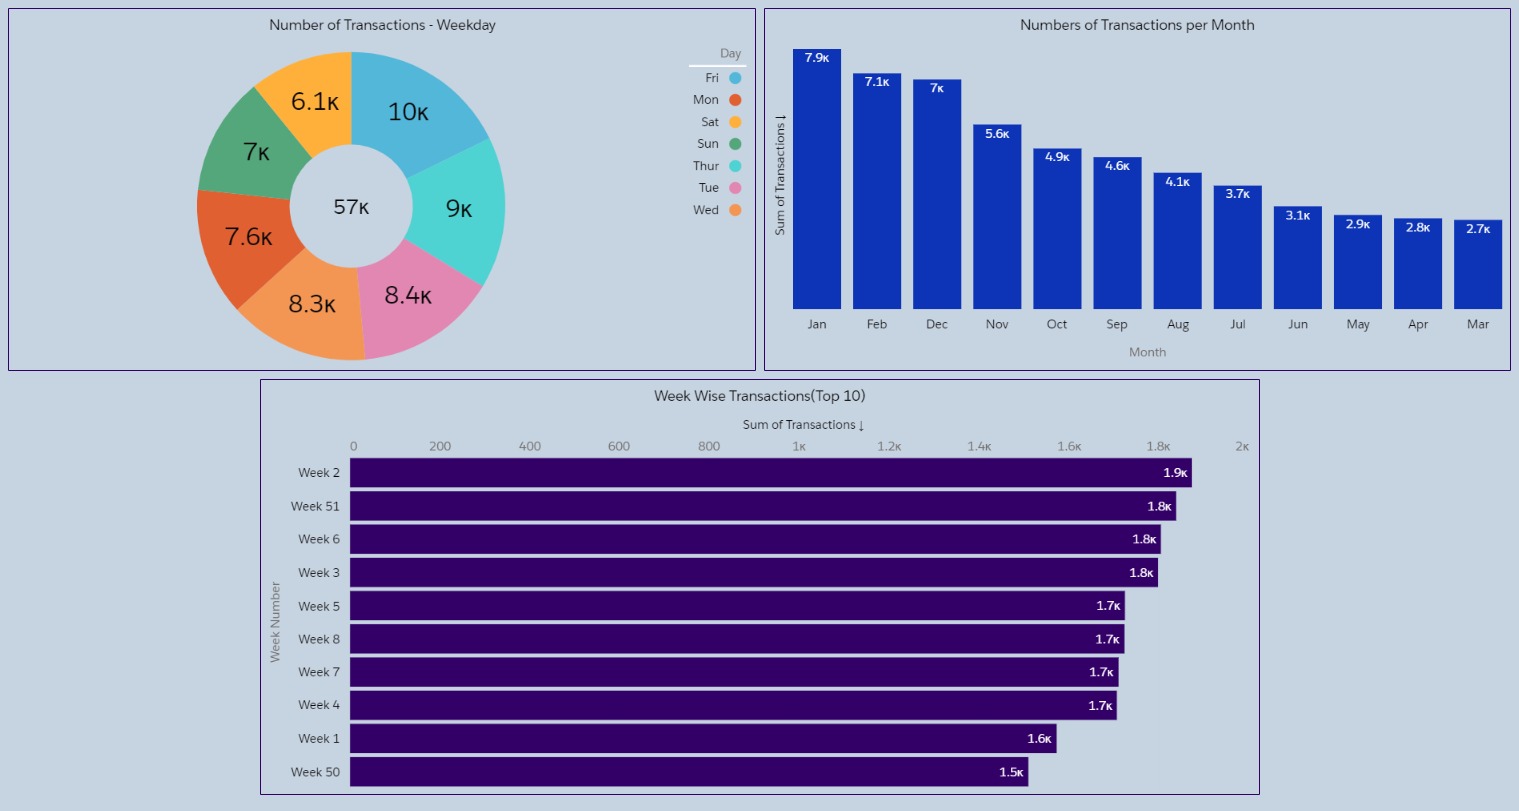 Number of Transactions - Weekday
Day
Fri
Mon
Sat
Sun
Thur
Tue
Wed
10K
9K
8.4K
8.3K
7.6K
7K
6.1K
57K
Numbers of Transactions per Month
Sum of Transactions ↓
7.9K
7.1K
7K
5.6K
4.9K
4.6K
4.1K
3.7K
3.1K
2.9K
2.8K
2.7K
Jan Feb Dec Nov Oct Sep Aug Jul Jun May Apr Mar
Month
Week Wise Transactions(Top 10)
Sum of Transactions ↓
0 200 400 600 800 1K 1.2K 1.4K 1.6K 1.8K 2K
Week Number
Week 2 1.9K
Week 51 1.8K
Week 6 1.8K
Week 3 1.8K
Week 5 1.7K
Week 8 1.7K
Week 7 1.7K
Week 4 1.7K
Week 1 1.6K
Week 50 1.5K